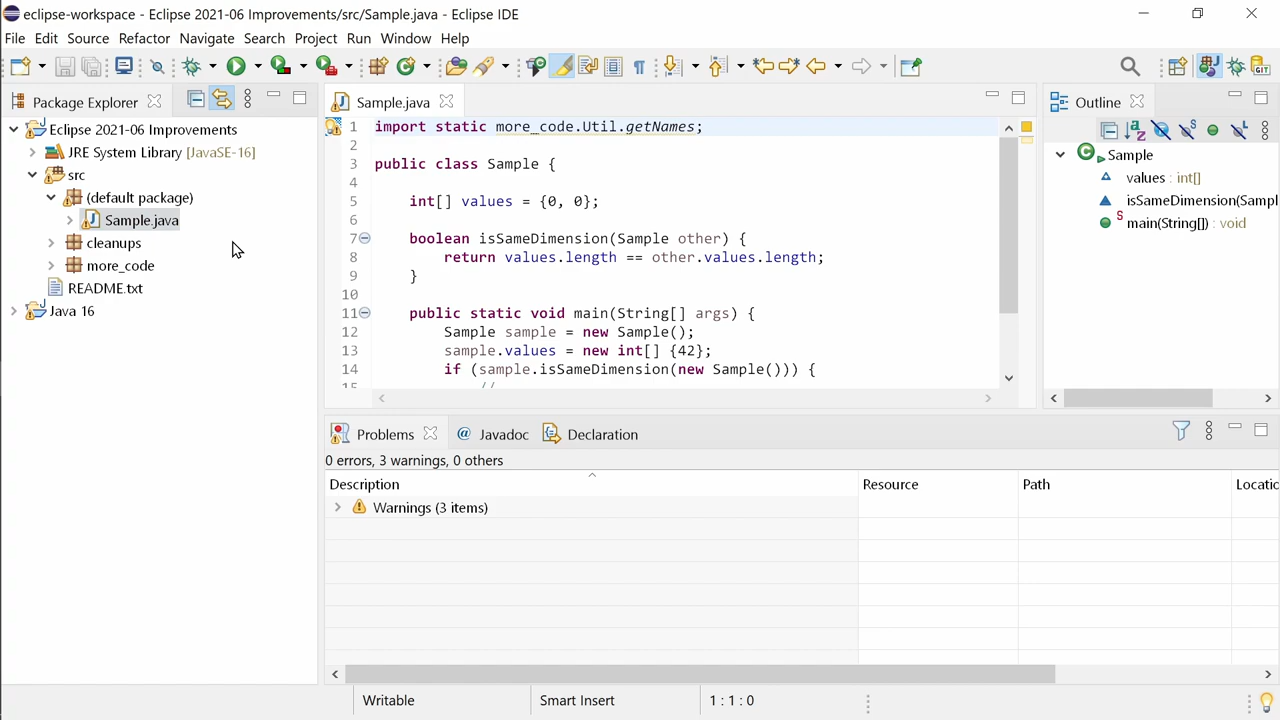 eclipse-workspace - Eclipse 2021-06 Improvements/src/Sample.java - Eclipse IDE
File Edit Source Refactor Navigate Search Project Run Window Help
Package Explorer
Eclipse 2021-06 Improvements
JRE System Library [JavaSE-16]
src
(default package)
Sample.java
cleanups
more_code
README.txt
Java 16
Sample.java
1 import static more_code.Util.getNames;
2
3 public class Sample {
4
5 int[] values = {0, 0};
6
7 boolean isSameDimension(Sample other) {
8 return values.length == other.values.length;
9 }
10
11 public static void main(String[] args) {
12 Sample sample = new Sample();
13 sample.values = new int[] {42};
14 if (sample.isSameDimension(new Sample())) {
15 //
Outline
Sample
values : int[]
isSameDimension(Sampl
main(String[]) : void
Problems Javadoc Declaration
0 errors, 3 warnings, 0 others
Description Resource Path Locatio
Warnings (3 items)
Writable Smart Insert 1 : 1 : 0